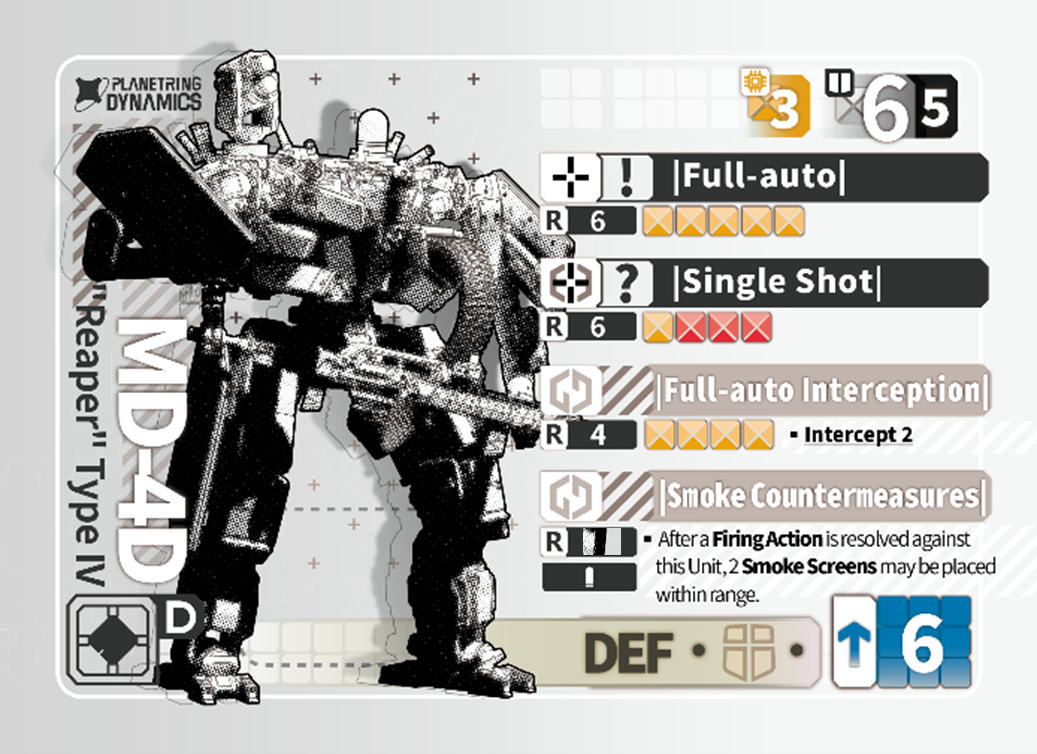 PLANETRING
DYNAMICS
"Reaper" Type IV
MD-4D
D
3
6 5
! |Full-auto|
R 6
? |Single Shot|
R 6
|Full-auto Interception|
R 4 ▪ Intercept 2
|Smoke Countermeasures|
R ▪ After a Firing Action is resolved against
this Unit, 2 Smoke Screens may be placed
within range.
DEF • •
6